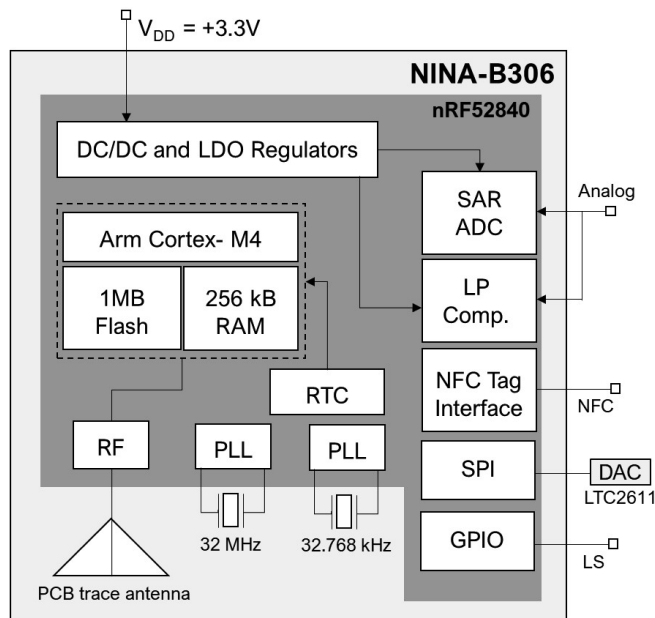 V_DD = +3.3V
NINA-B306
nRF52840
DC/DC and LDO Regulators
SAR
ADC
Analog
Arm Cortex- M4
1MB
Flash
256 kB
RAM
LP
Comp.
RTC
NFC Tag
Interface
NFC
RF
PLL
PLL
SPI
DAC
LTC2611
32 MHz
32.768 kHz
GPIO
LS
PCB trace antenna